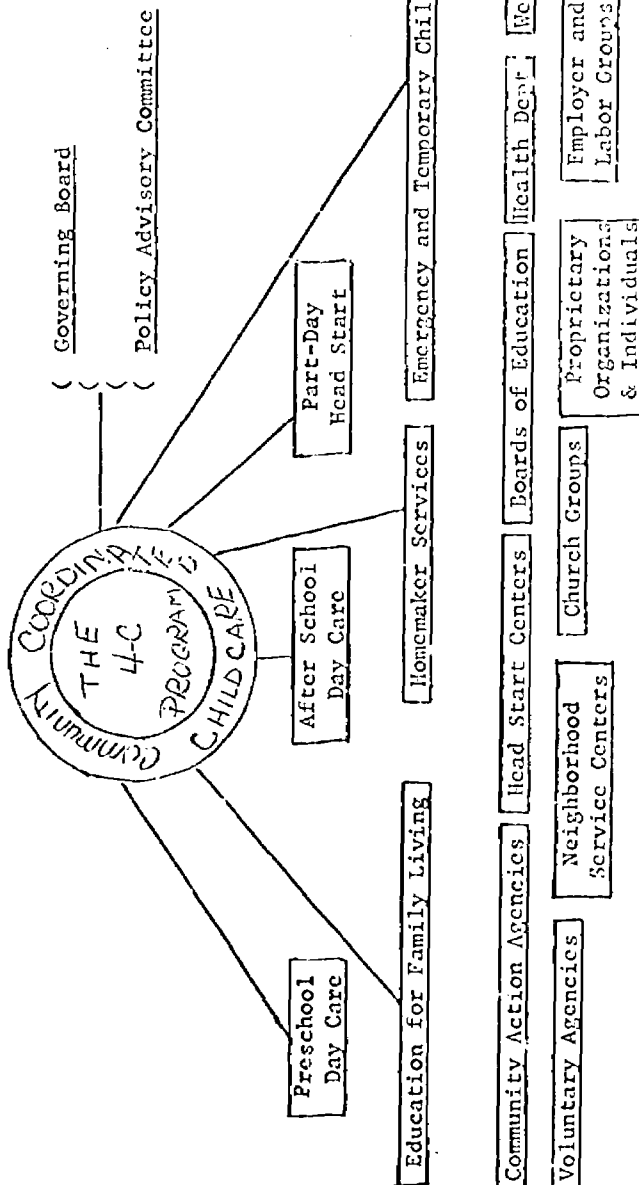 Governing Board
Policy Advisory Committee
COMMUNITY COORDINATED
CHILD CARE
THE
4-C
PROGRAM
Preschool
Day Care
After School
Day Care
Part-Day
Head Start
Education for Family Living
Homemaker Services
Emergency and Temporary Chil
Community Action Agencies
Head Start Centers
Boards of Education
Health Dept
We
Voluntary Agencies
Neighborhood
Service Centers
Church Groups
Proprietary
Organizations
& Individuals
Employer and
Labor Groups